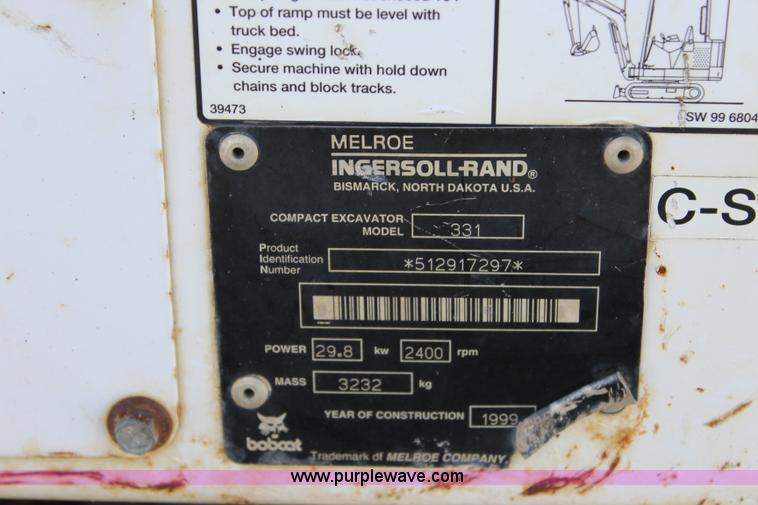 • Top of ramp must be level with
truck bed.
• Engage swing lock.
• Secure machine with hold down
chains and block tracks.
39473
SW 99 6804
MELROE
INGERSOLL-RAND®
BISMARCK, NORTH DAKOTA U.S.A.
C-S
COMPACT EXCAVATOR
MODEL 331
Product
Identification
Number *512917297*
POWER 29.8 kw 2400 rpm
MASS 3232 kg
YEAR OF CONSTRUCTION 1999
bobcat
Trademark of MELROE COMPANY
www.purplewave.com